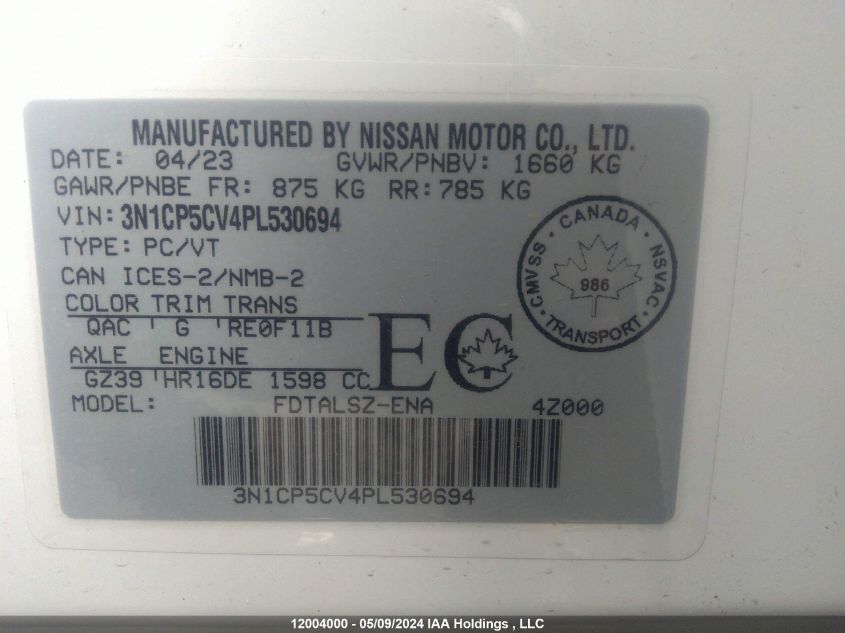 MANUFACTURED BY NISSAN MOTOR CO., LTD.
DATE: 04/23 GVWR/PNBV: 1660 KG
GAWR/PNBE FR: 875 KG RR: 785 KG
VIN: 3N1CP5CV4PL530694
TYPE: PC/VT
CAN ICES-2/NMB-2
COLOR TRIM TRANS
QAC G RE0F11B
AXLE ENGINE
GZ39 HR16DE 1598 CC
EC
CANADA
CMVSS NSVAC
986
TRANSPORT
MODEL: FDTALSZ-ENA 4Z000
3N1CP5CV4PL530694
12004000 - 05/09/2024 IAA Holdings , LLC